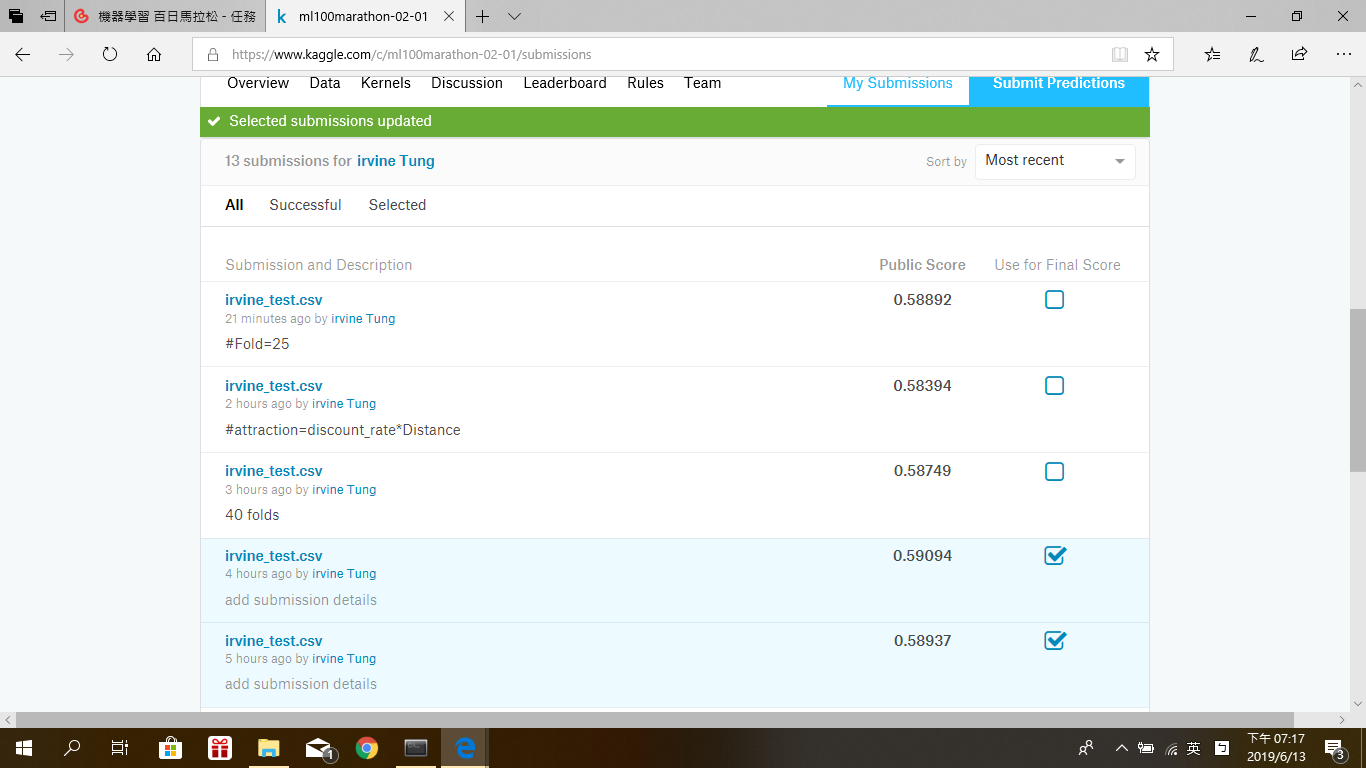 機器學習 百日馬拉松 - 任務
ml100marathon-02-01
https://www.kaggle.com/c/ml100marathon-02-01/submissions
Overview Data Kernels Discussion Leaderboard Rules Team My Submissions Submit Predictions
Selected submissions updated
13 submissions for irvine Tung
Sort by Most recent
All Successful Selected
Submission and Description Public Score Use for Final Score
irvine_test.csv 0.58892
21 minutes ago by irvine Tung
#Fold=25
irvine_test.csv 0.58394
2 hours ago by irvine Tung
#attraction=discount_rate*Distance
irvine_test.csv 0.58749
3 hours ago by irvine Tung
40 folds
irvine_test.csv 0.59094
4 hours ago by irvine Tung
add submission details
irvine_test.csv 0.58937
5 hours ago by irvine Tung
add submission details
1
英
下午 07:17
2019/6/13
3